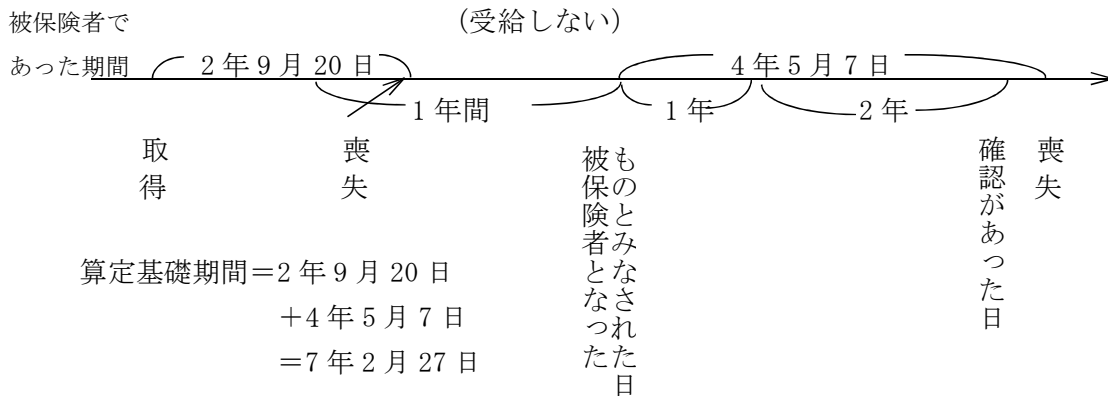 被保険者で
あった期間
(受給しない)
2年9月20日
4年5月7日
1年間
1年
2年
取得
喪失
被保険者となった
ものとみなされた日
確認があった日
喪失
算定基礎期間=2年9月20日
+4年5月7日
=7年2月27日